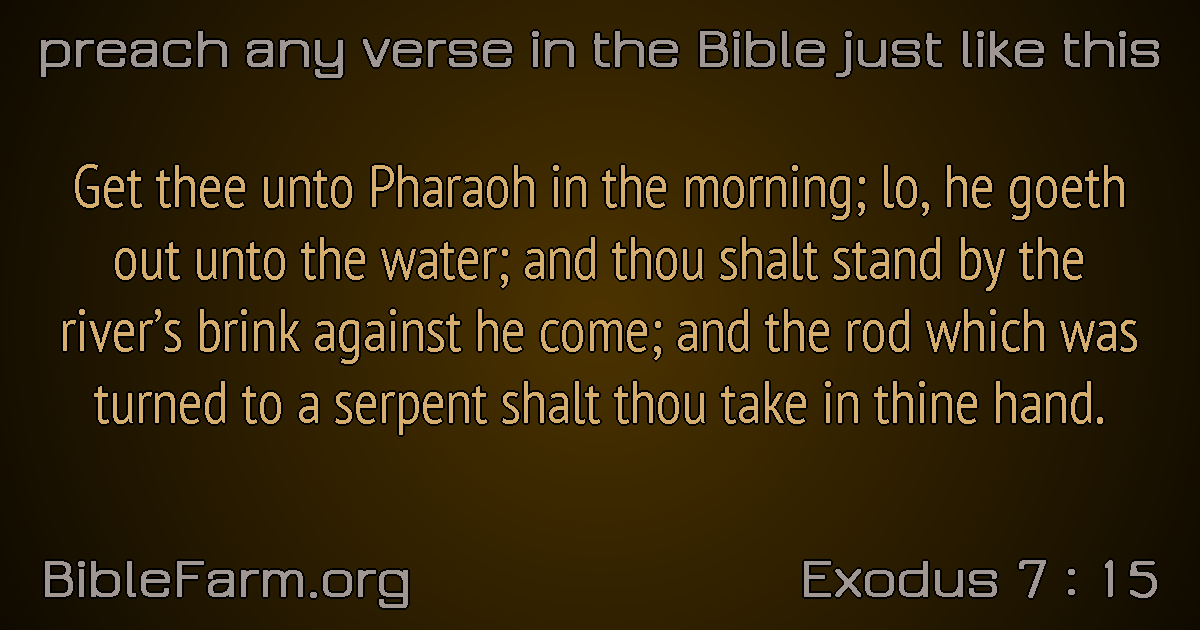 preach any verse in the Bible just like this
Get thee unto Pharaoh in the morning; lo, he goeth
out unto the water; and thou shalt stand by the
river’s brink against he come; and the rod which was
turned to a serpent shalt thou take in thine hand.
BibleFarm.org
Exodus 7 : 15